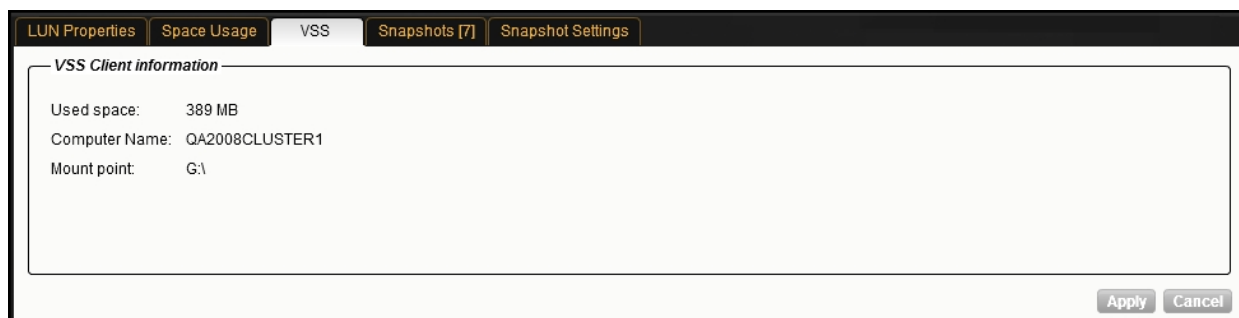 LUN Properties Space Usage VSS Snapshots [7] Snapshot Settings
VSS Client information
Used space: 389 MB
Computer Name: QA2008CLUSTER1
Mount point: G:\
Apply Cancel